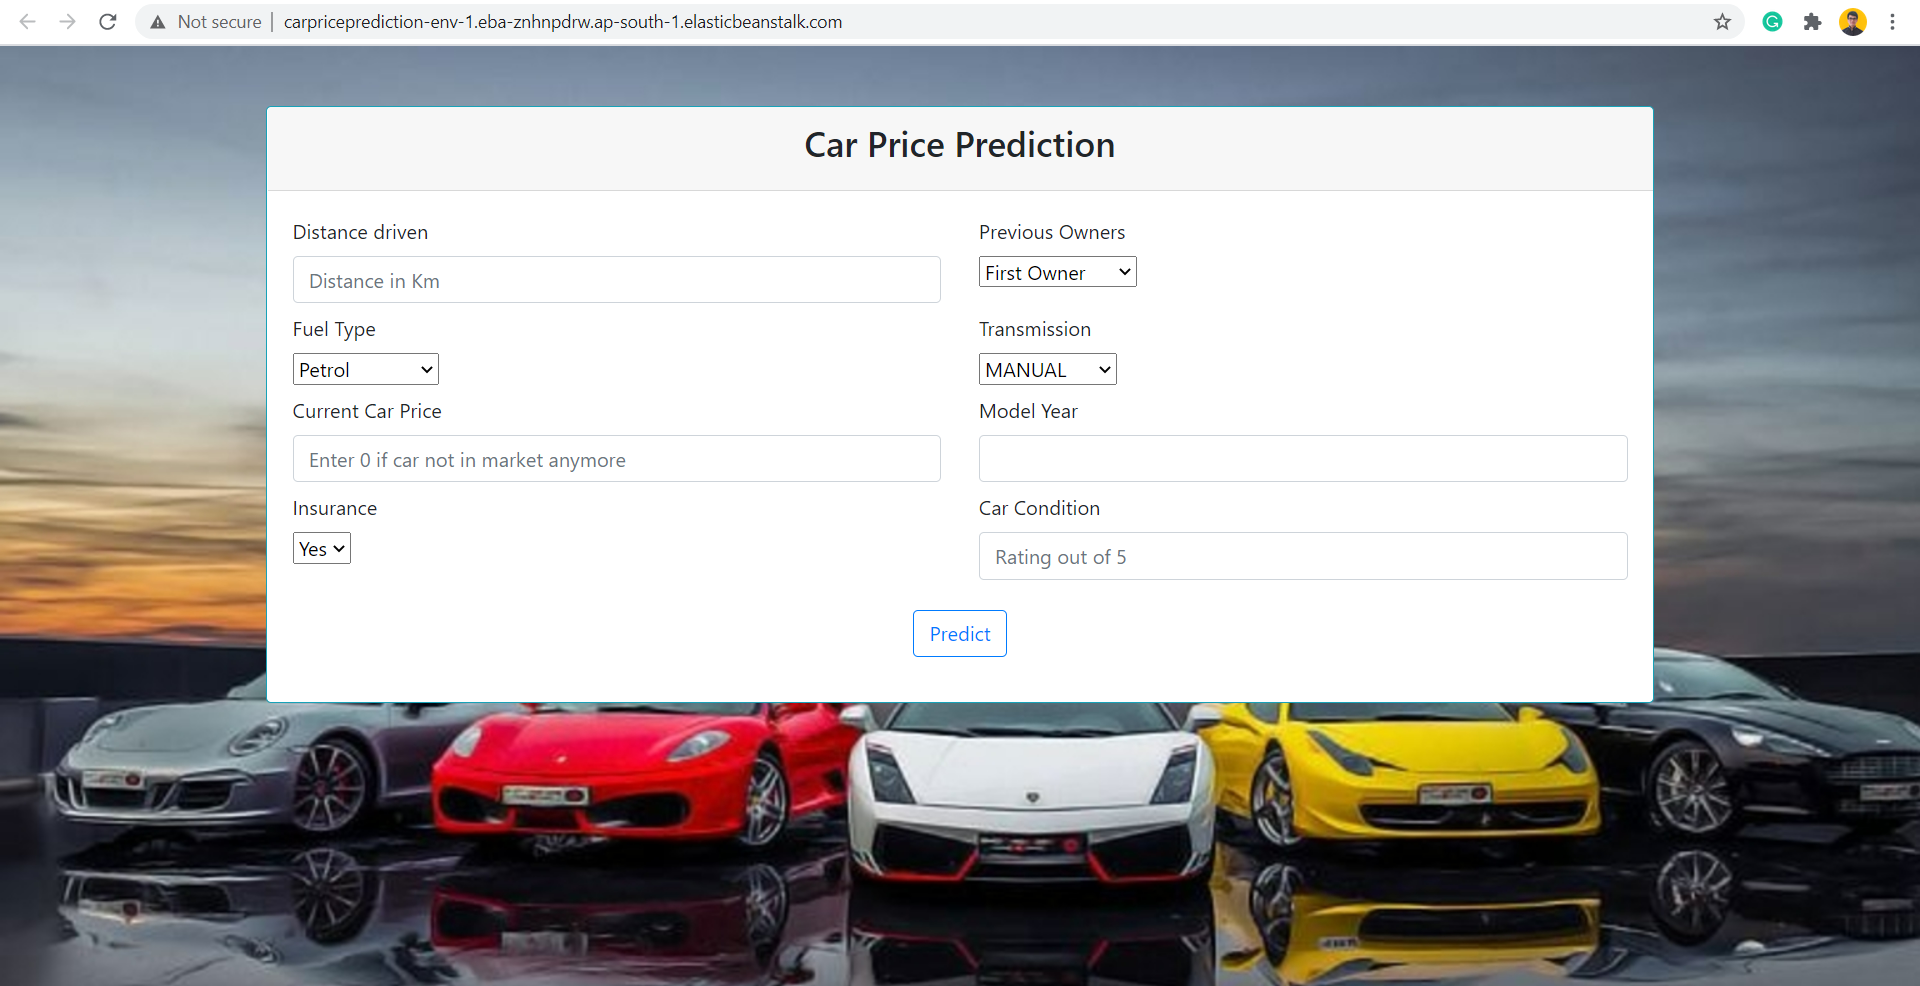 Not secure | carpriceprediction-env-1.eba-znhnpdrw.ap-south-1.elasticbeanstalk.com
Car Price Prediction
Distance driven
Previous Owners
Distance in Km
First Owner
Fuel Type
Transmission
Petrol
MANUAL
Current Car Price
Model Year
Enter 0 if car not in market anymore
Insurance
Car Condition
Yes
Rating out of 5
Predict